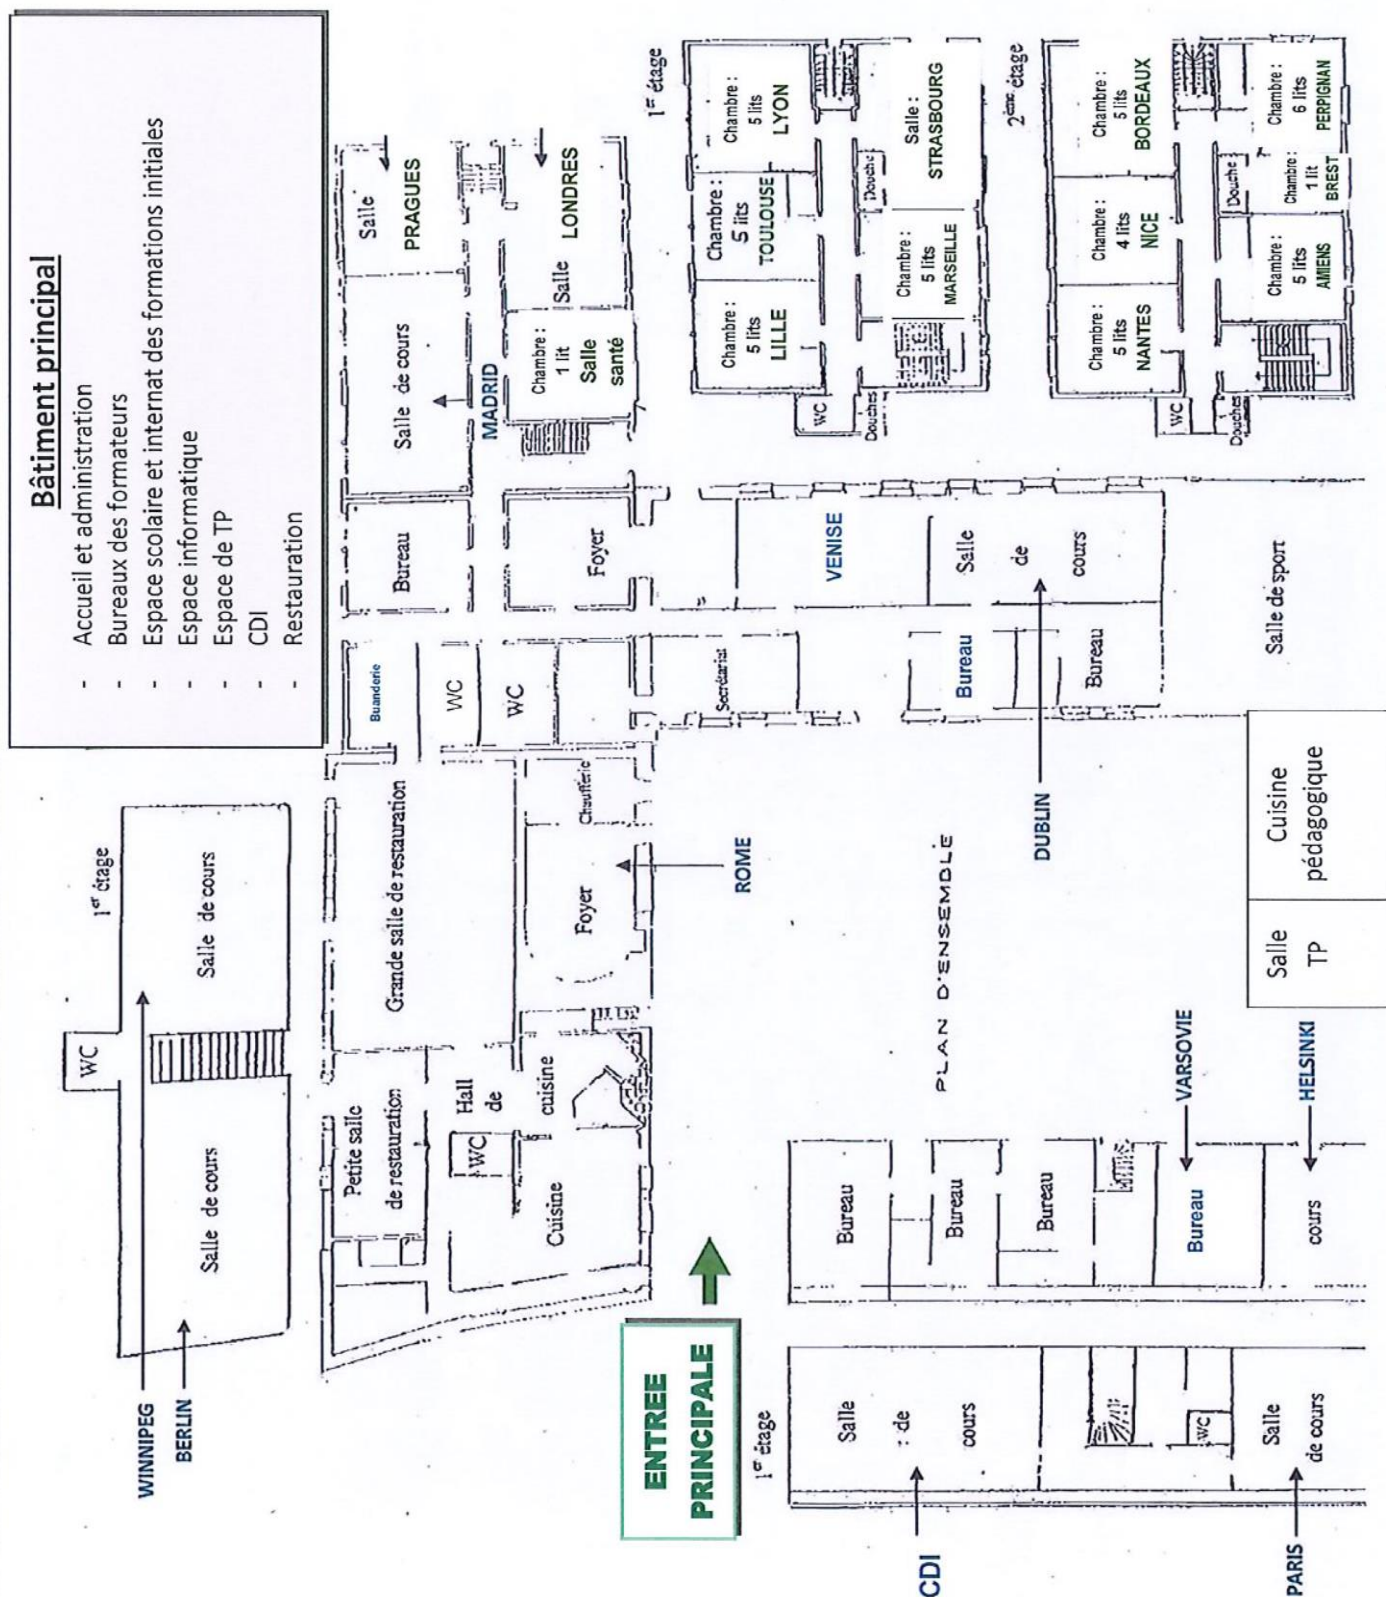 Bâtiment principal
- Accueil et administration
- Bureaux des formateurs
- Espace scolaire et internat des formations initiales
- Espace informatique
- Espace de TP
- CDI
- Restauration
WINNIPEG
BERLIN
1er étage
WC
Salle de cours
Salle de cours
Petite salle
de restauration
Hall
de
cuisine
WC
Cuisine
Grande salle de restauration
Foyer
Chaufferie
ROME
Buanderie
WC
WC
Bureau
Foyer
Salle de cours
MADRID
Salle
PRAGUES
Chambre :
1 lit
Salle
santé
Salle
LONDRES
1er étage
Chambre :
5 lits
LILLE
Chambre :
5 lits
TOULOUSE
Chambre :
5 lits
LYON
WC
Douches
Chambre :
5 lits
MARSEILLE
Douche
Salle :
STRASBOURG
2ème étage
Chambre :
5 lits
NANTES
Chambre :
4 lits
NICE
Chambre :
5 lits
BORDEAUX
WC
Douches
Chambre :
5 lits
AMIENS
Douche
Chambre :
1 lit
BREST
Chambre :
6 lits
PERPIGNAN
Secrétariat
VENISE
Bureau
Salle
de
cours
Bureau
DUBLIN
Salle de sport
PLAN D'ENSEMBLE
Salle
TP
Cuisine
pédagogique
ENTREE
PRINCIPALE
Bureau
Bureau
Bureau
Bureau
VARSOVIE
cours
HELSINKI
1er étage
Salle
de
cours
CDI
WC
Salle
de cours
PARIS